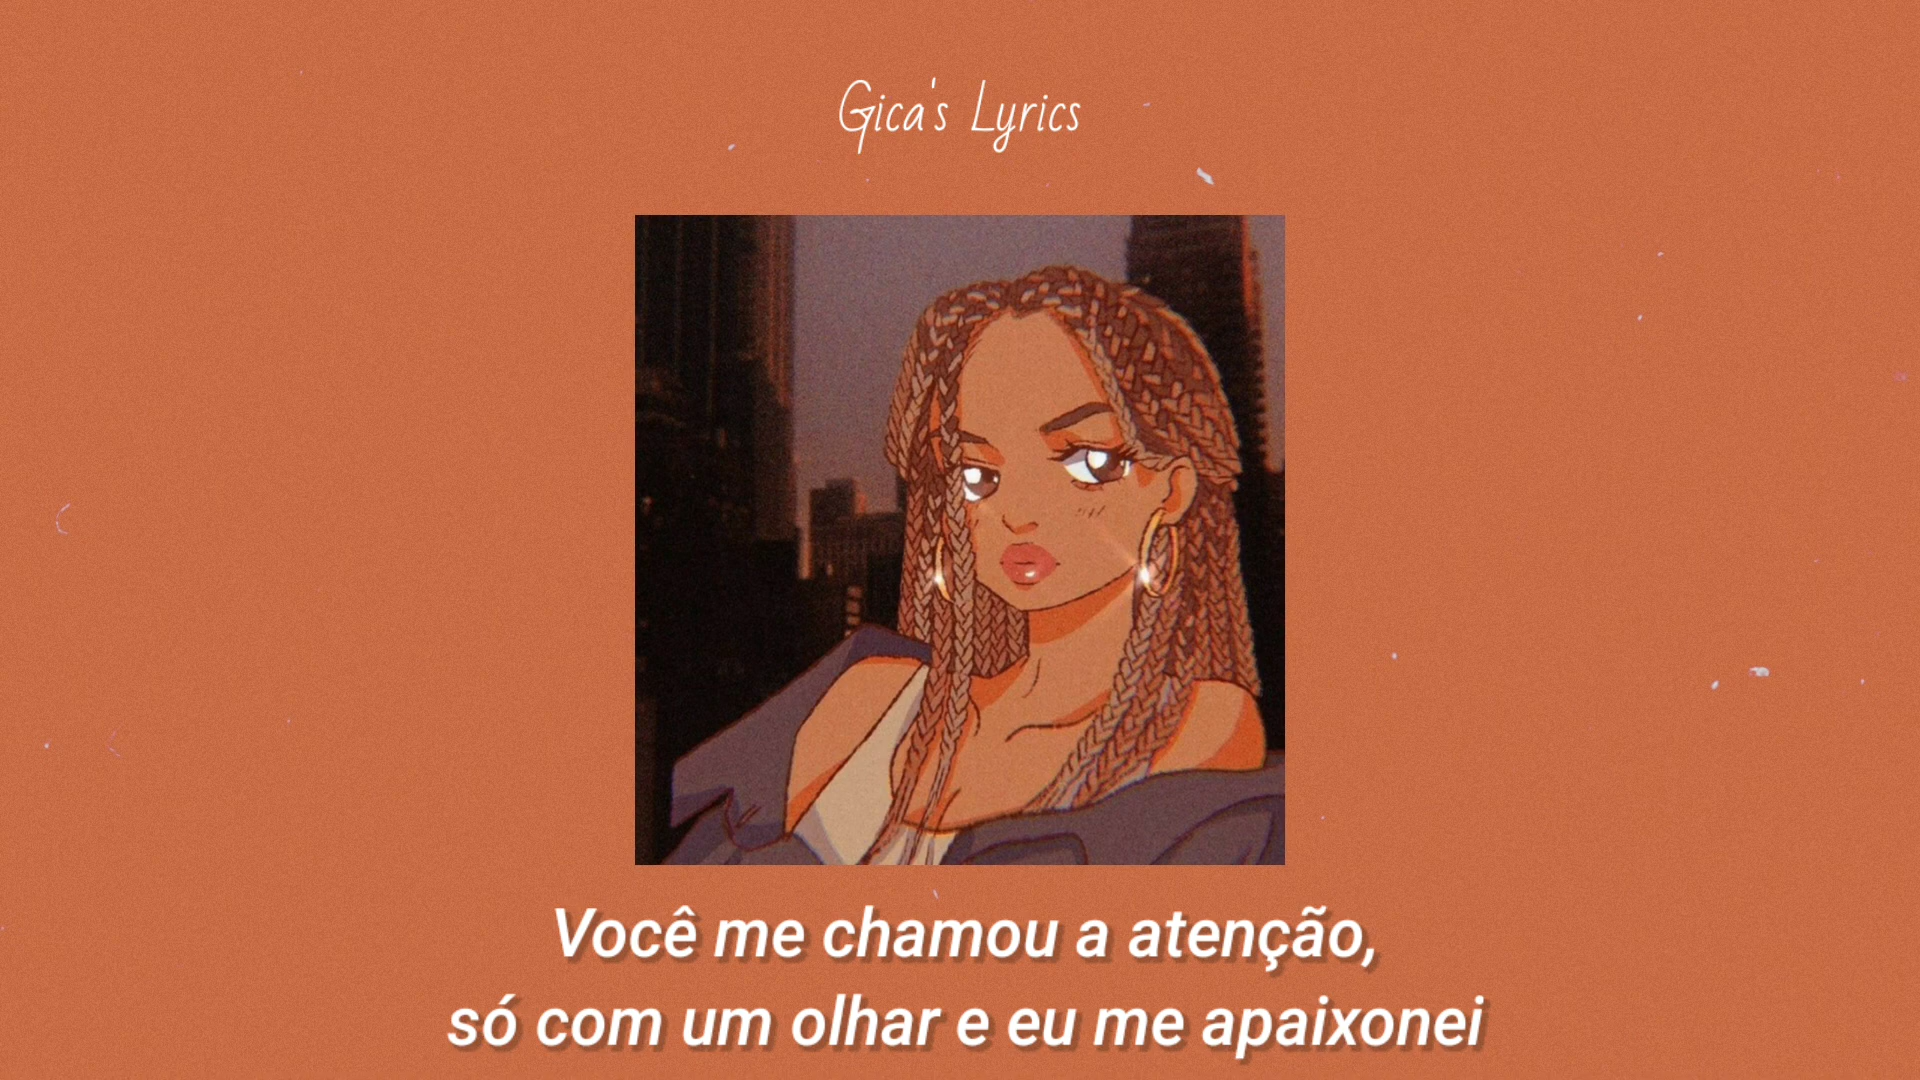 Gica's Lyrics
Você me chamou a atenção,
só com um olhar e eu me apaixonei